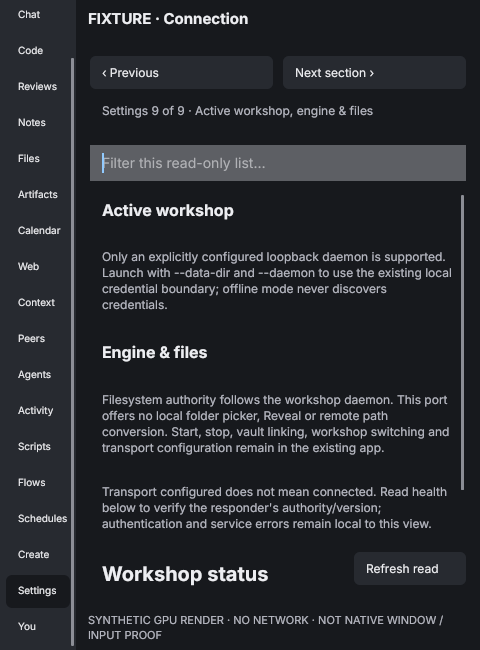 Chat
Code
Reviews
Notes
Files
Artifacts
Calendar
Web
Context
Peers
Agents
Activity
Scripts
Flows
Schedules
Create
Settings
You
FIXTURE · Connection
‹ Previous
Next section ›
Settings 9 of 9 · Active workshop, engine & files
Filter this read-only list...
Active workshop
Only an explicitly configured loopback daemon is supported.
Launch with --data-dir and --daemon to use the existing local
credential boundary; offline mode never discovers
credentials.
Engine & files
Filesystem authority follows the workshop daemon. This port
offers no local folder picker, Reveal or remote path
conversion. Start, stop, vault linking, workshop switching and
transport configuration remain in the existing app.
Transport configured does not mean connected. Read health
below to verify the responder's authority/version;
authentication and service errors remain local to this view.
Workshop status
Refresh read
SYNTHETIC GPU RENDER · NO NETWORK · NOT NATIVE WINDOW /
INPUT PROOF